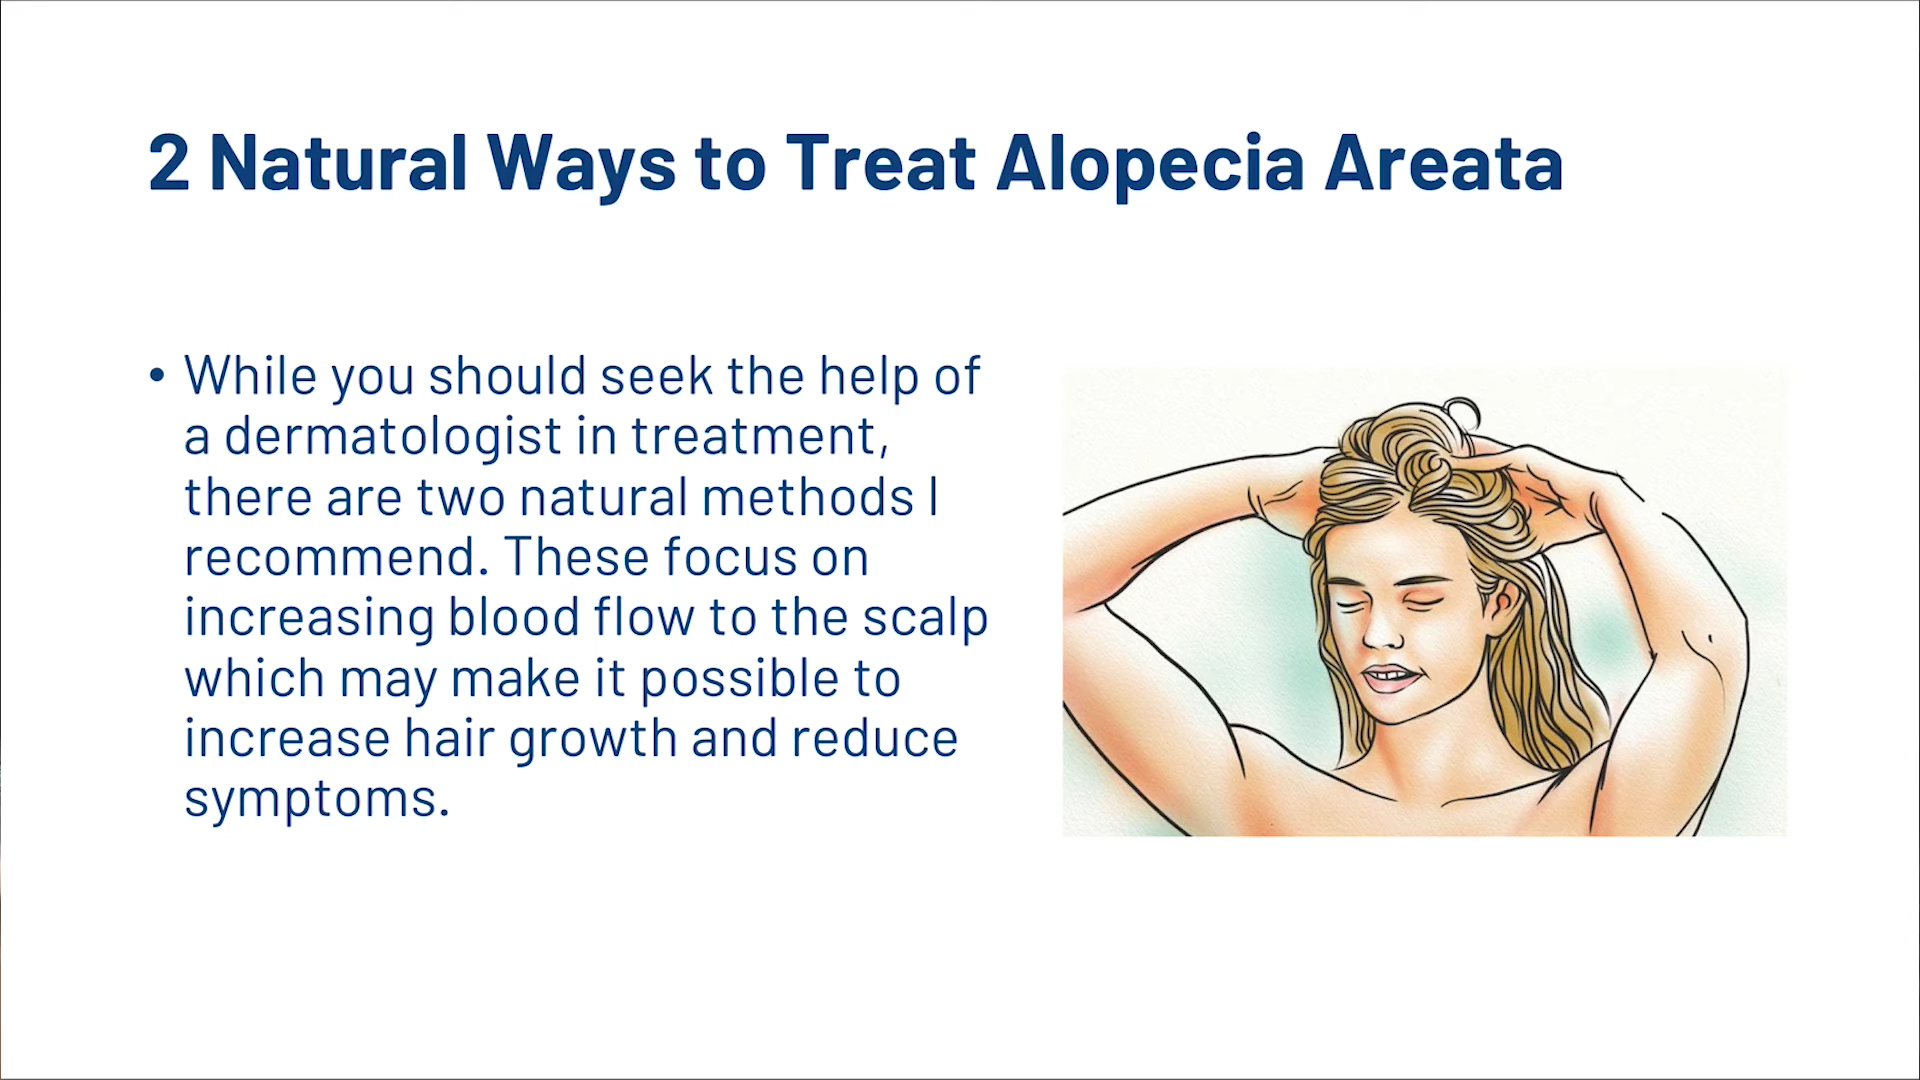 2 Natural Ways to Treat Alopecia Areata
• While you should seek the help of
a dermatologist in treatment,
there are two natural methods I
recommend. These focus on
increasing blood flow to the scalp
which may make it possible to
increase hair growth and reduce
symptoms.